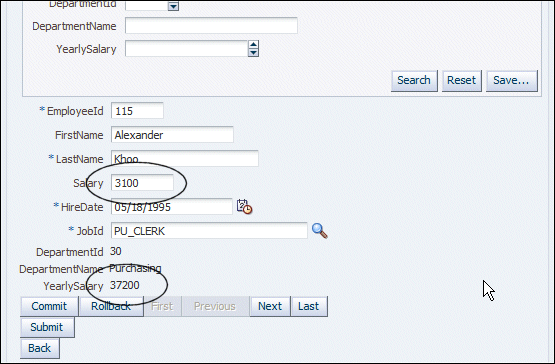 DepartmentId
DepartmentName
YearlySalary
Search Reset Save...
* EmployeeId 115
FirstName Alexander
* LastName Khoo
Salary 3100
* HireDate 05/18/1995
* JobId PU_CLERK
DepartmentId 30
DepartmentName Purchasing
YearlySalary 37200
Commit Rollback First Previous Next Last
Submit
Back